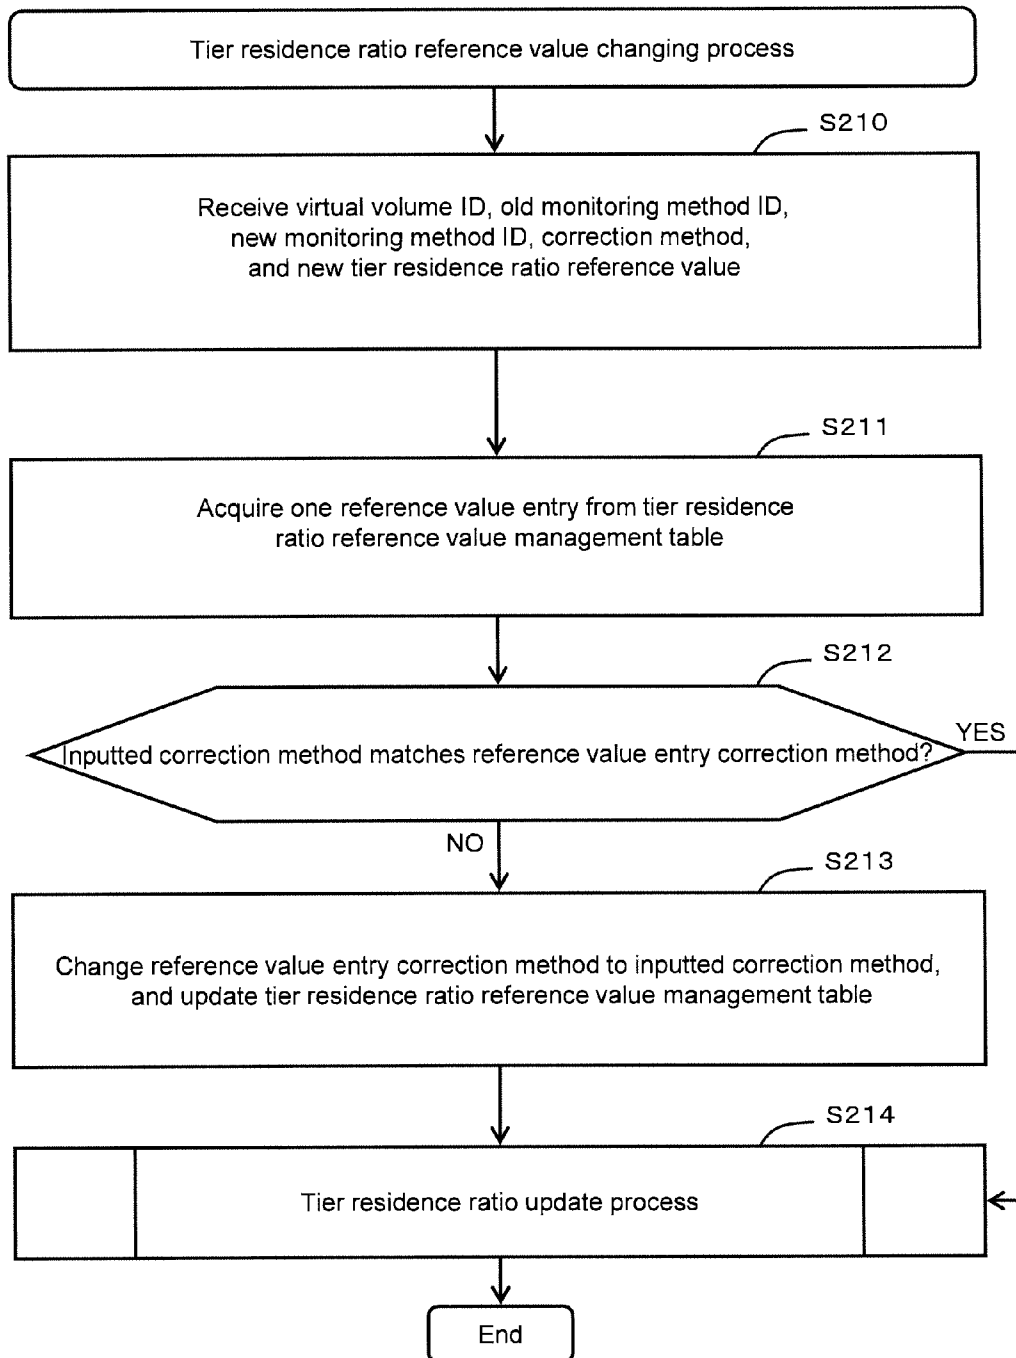 Tier residence ratio reference value changing process
S210
Receive virtual volume ID, old monitoring method ID,
new monitoring method ID, correction method,
and new tier residence ratio reference value
S211
Acquire one reference value entry from tier residence
ratio reference value management table
S212
Inputted correction method matches reference value entry correction method?
YES
NO
S213
Change reference value entry correction method to inputted correction method,
and update tier residence ratio reference value management table
S214
Tier residence ratio update process
End